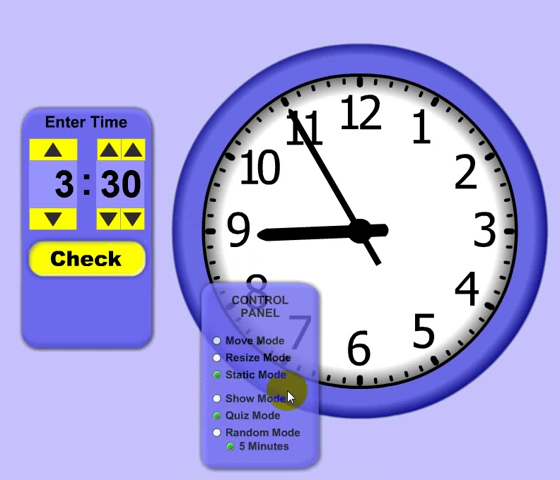 Enter Time
3:30
Check
12
1
2
3
4
5
6
7
8
9
10
11
CONTROL
PANEL
Move Mode
Resize Mode
Static Mode
Show Mode
Quiz Mode
Random Mode
5 Minutes